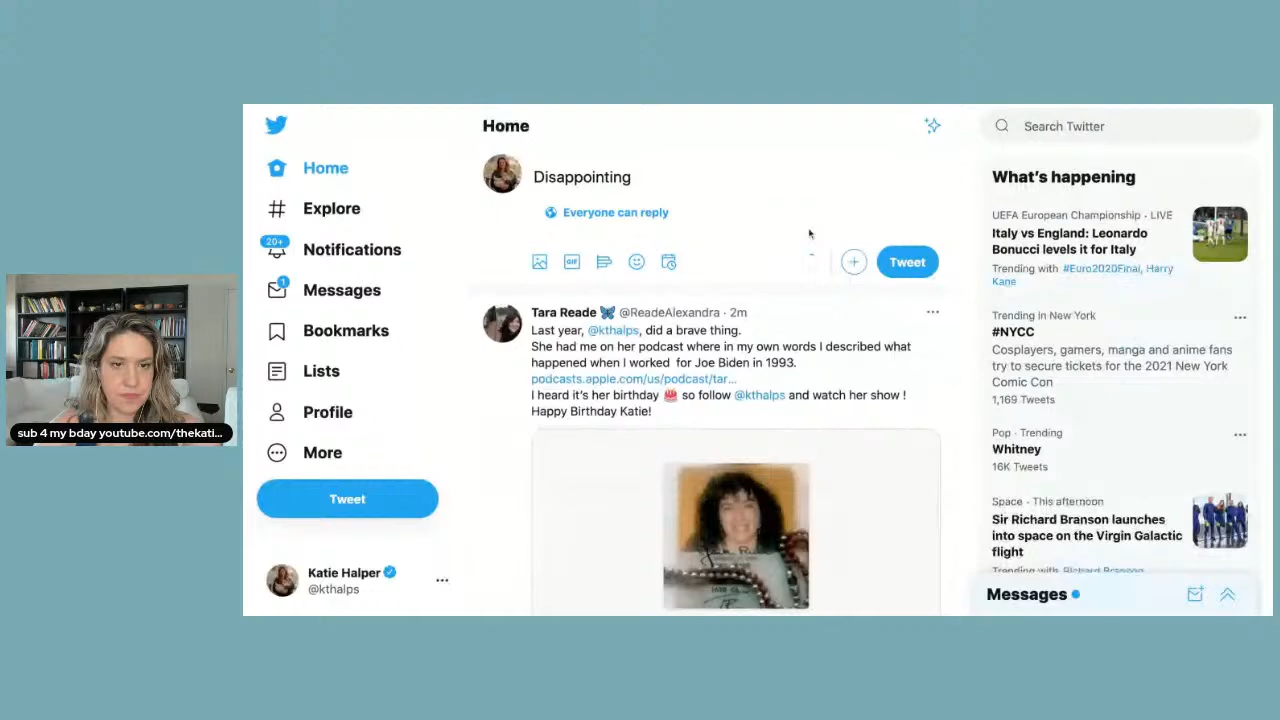 Home
Explore
20+
Notifications
1
Messages
Bookmarks
Lists
Profile
More
Tweet
Katie Halper
@kthalps
sub 4 my bday youtube.com/thekati...
Home
Disappointing
Everyone can reply
GIF
Tweet
Tara Reade 🦋 @ReadeAlexandra · 2m
Last year, @kthalps, did a brave thing.
She had me on her podcast where in my own words I described what
happened when I worked for Joe Biden in 1993.
podcasts.apple.com/us/podcast/tar...
I heard it's her birthday 🎂 so follow @kthalps and watch her show !
Happy Birthday Katie!
Search Twitter
What's happening
UEFA European Championship · LIVE
Italy vs England: Leonardo
Bonucci levels it for Italy
Trending with #Euro2020Final, Harry
Kane
Trending in New York
#NYCC
Cosplayers, gamers, manga and anime fans
try to secure tickets for the 2021 New York
Comic Con
1,169 Tweets
Pop · Trending
Whitney
16K Tweets
Space · This afternoon
Sir Richard Branson launches
into space on the Virgin Galactic
flight
Trending with Richard Branson
Messages